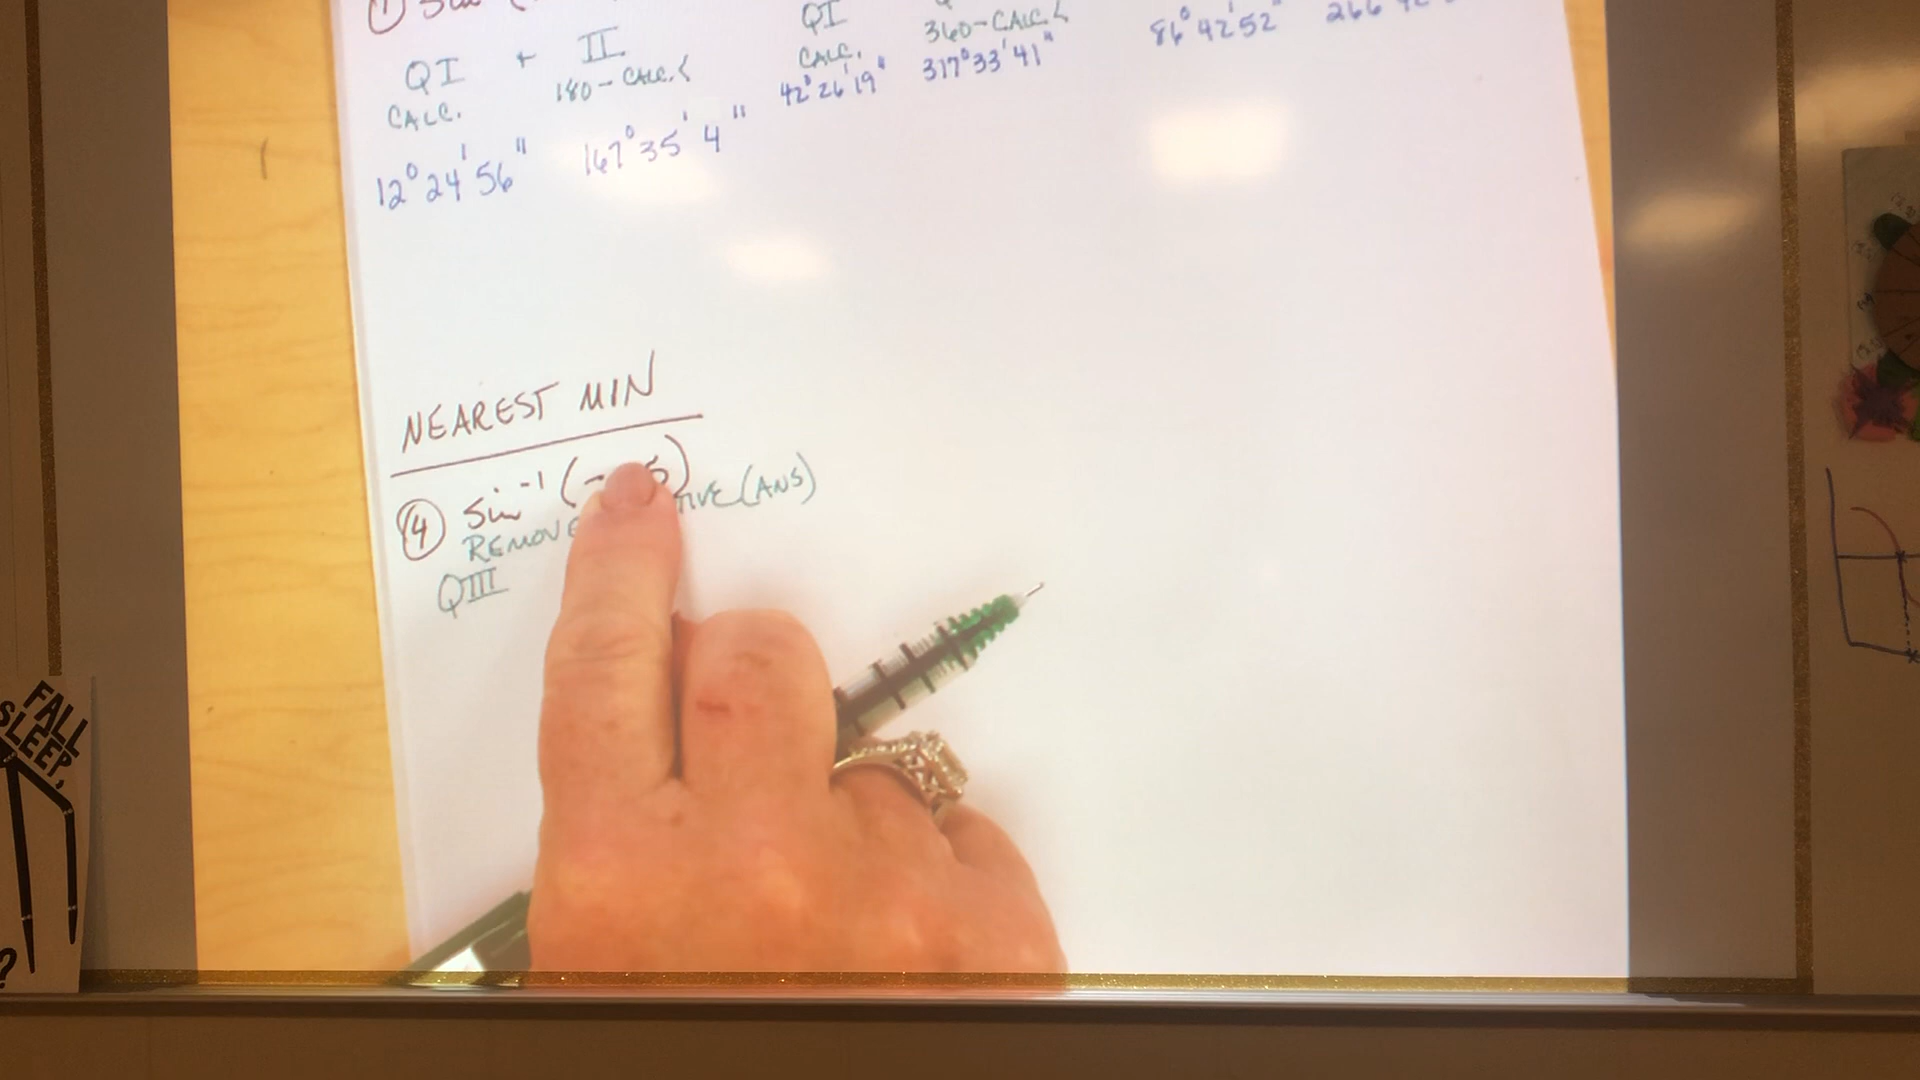 ①
QI + II
CALC. 180-CALC.<
12° 24' 56" 167° 35' 4"
QI
CALC. 360-CALC.<
42° 26' 19" 317° 33' 41"
86° 42' 52"
NEAREST MIN
④ sin⁻¹ (-
REMOVE (ANS)
QIII
FALL
SLEEP,
?